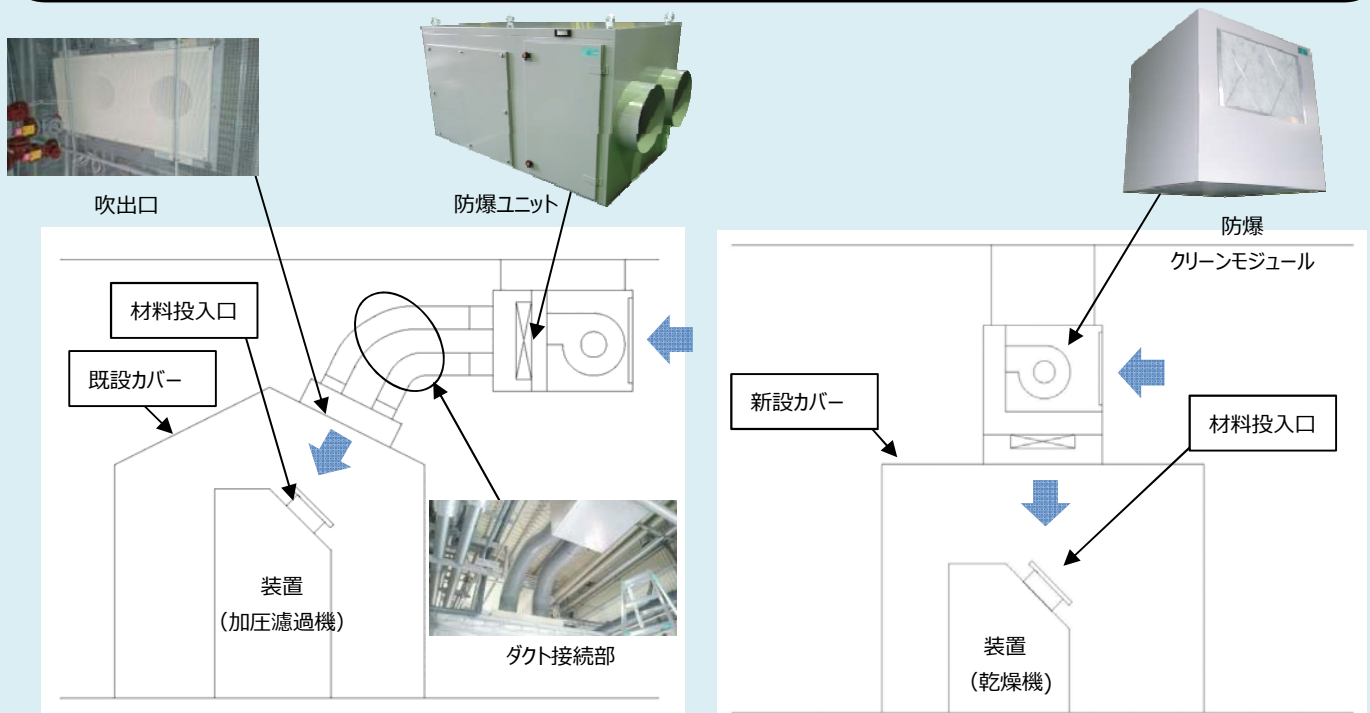 吹出口
防爆ユニット
防爆
クリーンモジュール
材料投入口
既設カバー
装置
（加圧濾過機）
ダクト接続部
新設カバー
材料投入口
装置
（乾燥機）